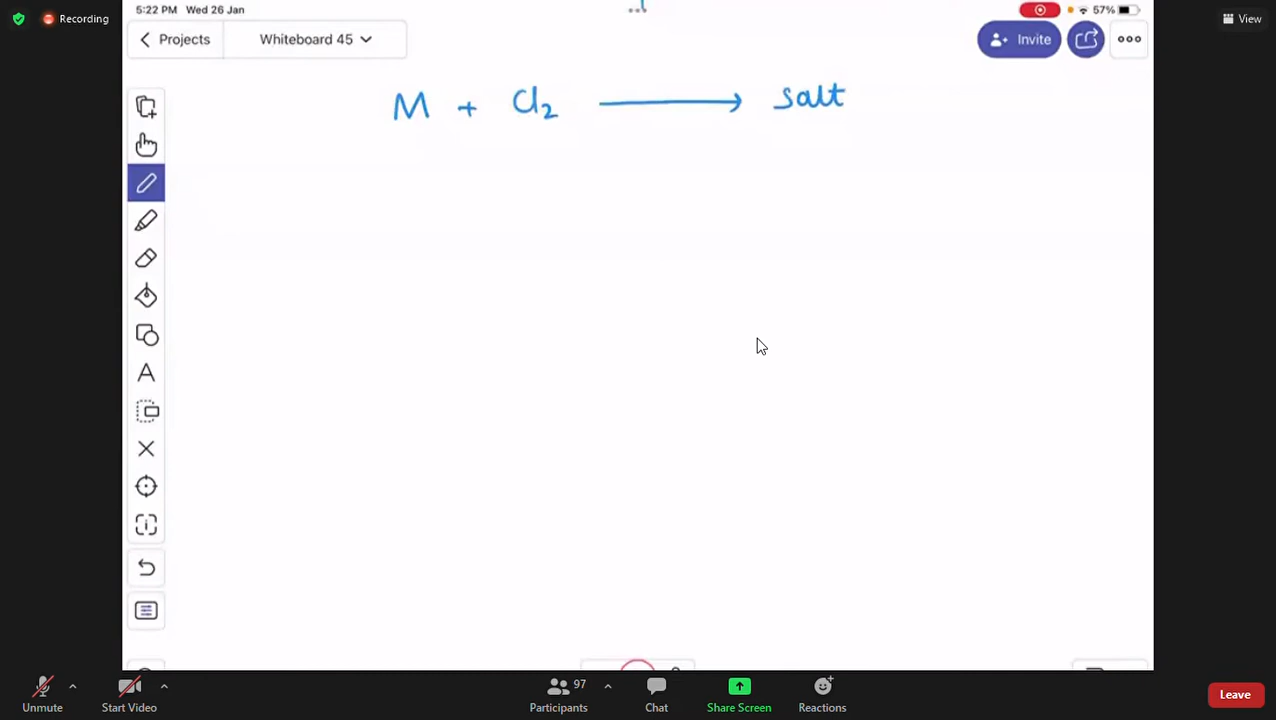 Recording
5:22 PM Wed 26 Jan
57%
View
Projects
Whiteboard 45
Invite
M + Cl2 → salt
Unmute
Start Video
97
Participants
Chat
Share Screen
Reactions
Leave